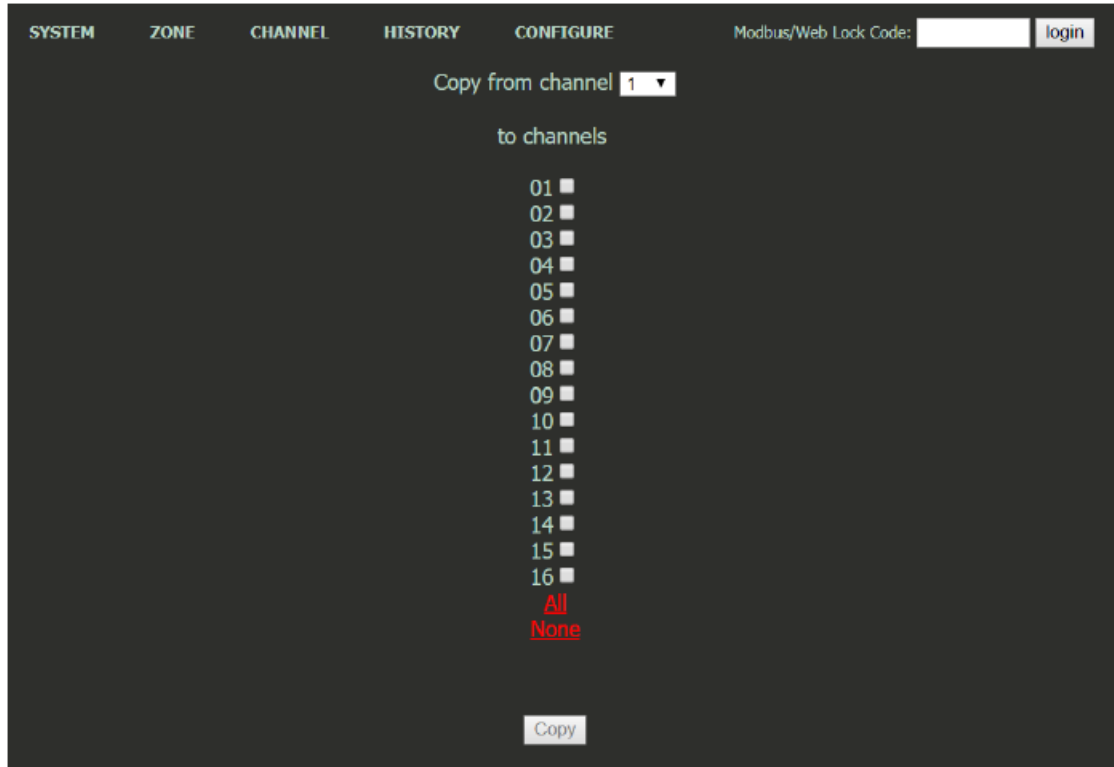 SYSTEM ZONE CHANNEL HISTORY CONFIGURE Modbus/Web Lock Code: login
Copy from channel 1
to channels
01
02
03
04
05
06
07
08
09
10
11
12
13
14
15
16
All
None
Copy